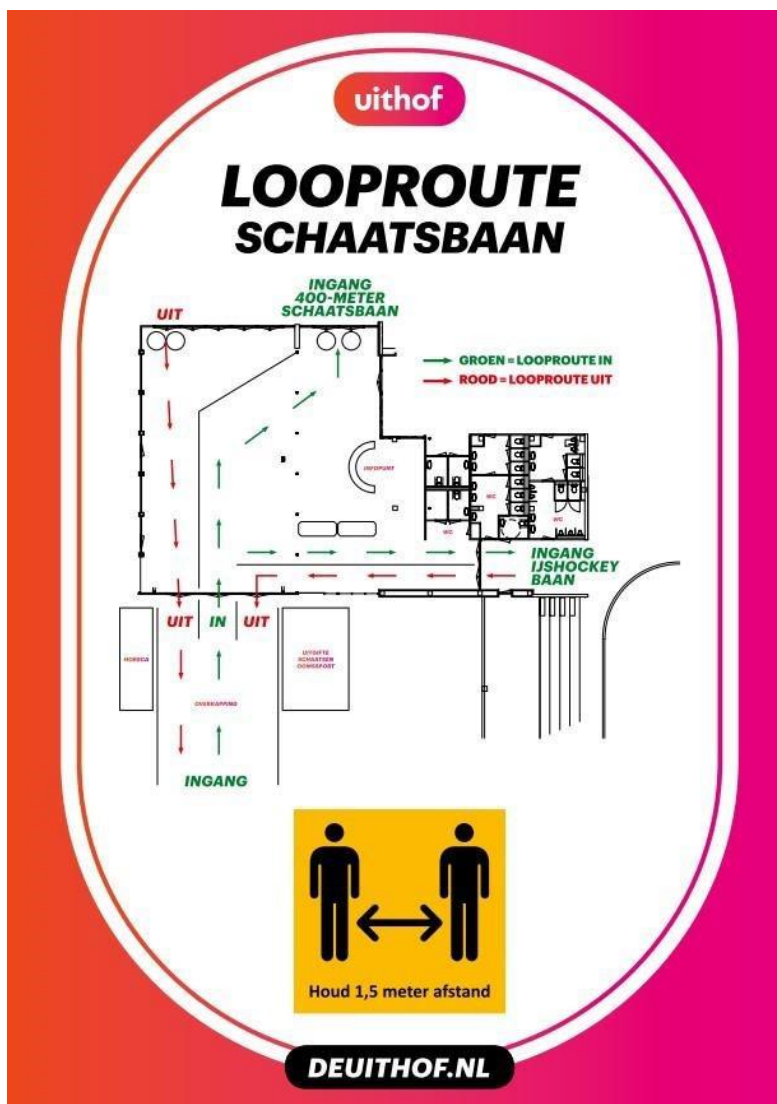 uithof
LOOPROUTE
SCHAATSBAAN
INGANG
400-METER
SCHAATSBAAN
UIT
GROEN = LOOPROUTE IN
ROOD = LOOPROUTE UIT
INFOPUNT
WC
WC
WC
INGANG
IJSHOCKEY
BAAN
UIT
IN
UIT
HORECA
UITGIFTE
SCHAATSEN
OVERKAPPING
INGANG
Houd 1,5 meter afstand
DEUITHOF.NL